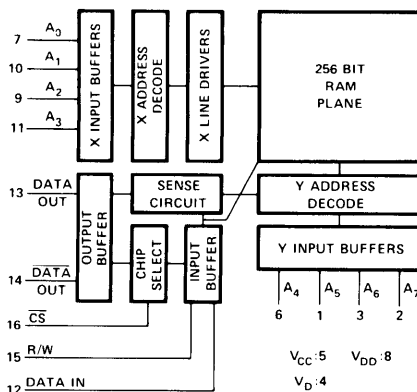 7 A0
10 A1
9 A2
11 A3
X INPUT BUFFERS
X ADDRESS DECODE
X LINE DRIVERS
256 BIT
RAM
PLANE
13 DATA
OUT
14 DATA
OUT
OUTPUT BUFFER
SENSE
CIRCUIT
CHIP SELECT
INPUT BUFFER
Y ADDRESS
DECODE
Y INPUT BUFFERS
A4 A5 A6 A7
6 1 3 2
16 CS
15 R/W
12 DATA IN
VCC:5 VDD:8
VD:4